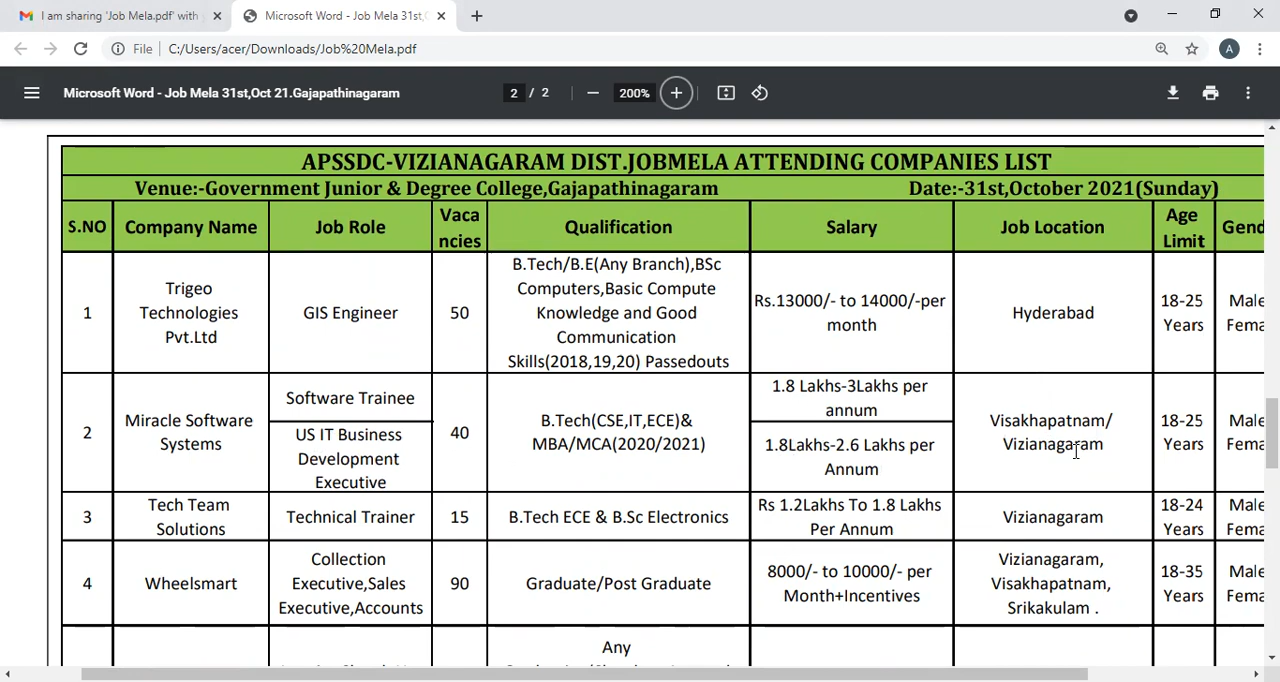 I am sharing 'Job Mela.pdf' with
Microsoft Word - Job Mela 31st,
File
C:/Users/acer/Downloads/Job%20Mela.pdf
A
Microsoft Word - Job Mela 31st,Oct 21.Gajapathinagaram
2 / 2
200%
APSSDC-VIZIANAGARAM DIST.JOBMELA ATTENDING COMPANIES LIST
Venue:-Government Junior & Degree College,Gajapathinagaram Date:-31st,October 2021(Sunday)
S.NO Company Name Job Role Vaca
ncies Qualification Salary Job Location Age
Limit Gend
1
Trigeo
Technologies
Pvt.Ltd
GIS Engineer
50
B.Tech/B.E(Any Branch),BSc
Computers,Basic Compute
Knowledge and Good
Communication
Skills(2018,19,20) Passedouts
Rs.13000/- to 14000/-per
month
Hyderabad
18-25
Years
Male
Fema
2
Miracle Software
Systems
Software Trainee
US IT Business
Development
Executive
40
B.Tech(CSE,IT,ECE)&
MBA/MCA(2020/2021)
1.8 Lakhs-3Lakhs per
annum
1.8Lakhs-2.6 Lakhs per
Annum
Visakhapatnam/
Vizianagaram
18-25
Years
Male
Fema
3
Tech Team
Solutions
Technical Trainer
15
B.Tech ECE & B.Sc Electronics
Rs 1.2Lakhs To 1.8 Lakhs
Per Annum
Vizianagaram
18-24
Years
Male
Fema
4
Wheelsmart
Collection
Executive,Sales
Executive,Accounts
90
Graduate/Post Graduate
8000/- to 10000/- per
Month+Incentives
Vizianagaram,
Visakhapatnam,
Srikakulam .
18-35
Years
Male
Fema
Any